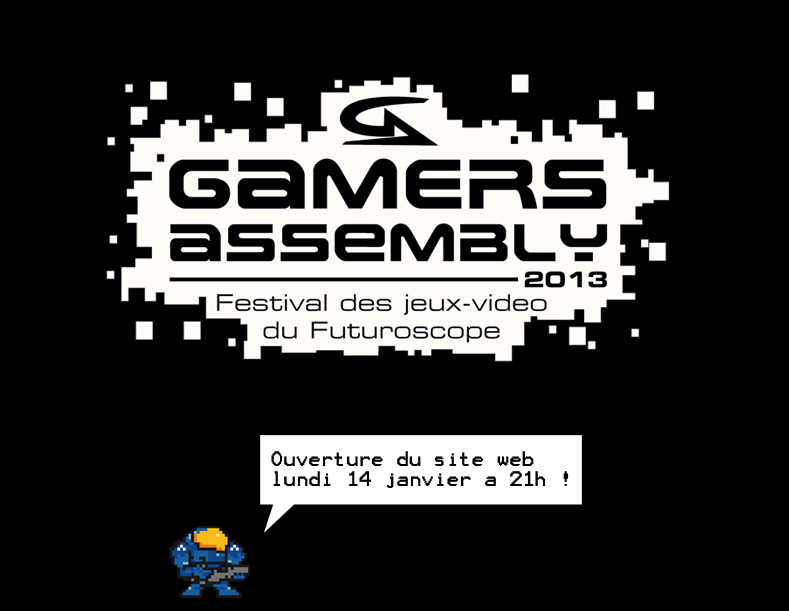 GAMERS
ASSEMBLY
2013
Festival des jeux-video
du Futuroscope
Ouverture du site web
lundi 14 janvier a 21h !